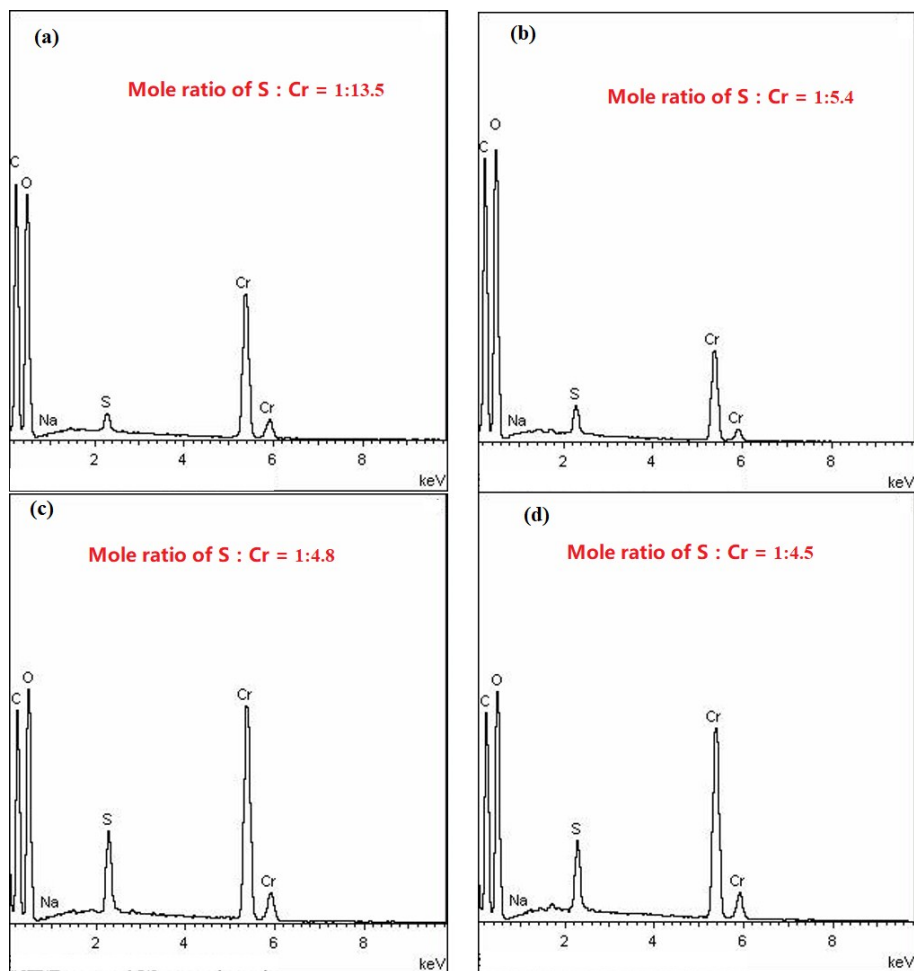 (a)
Mole ratio of S : Cr = 1:13.5
C
O
Cr
S
Na
Cr
2 4 6 8
keV
(b)
Mole ratio of S : Cr = 1:5.4
O
C
Cr
S
Na
Cr
2 4 6 8
keV
(c)
Mole ratio of S : Cr = 1:4.8
O
C
Cr
S
Cr
Na
2 4 6 8
keV
(d)
Mole ratio of S : Cr = 1:4.5
O
C
Cr
S
Cr
Na
2 4 6 8
keV